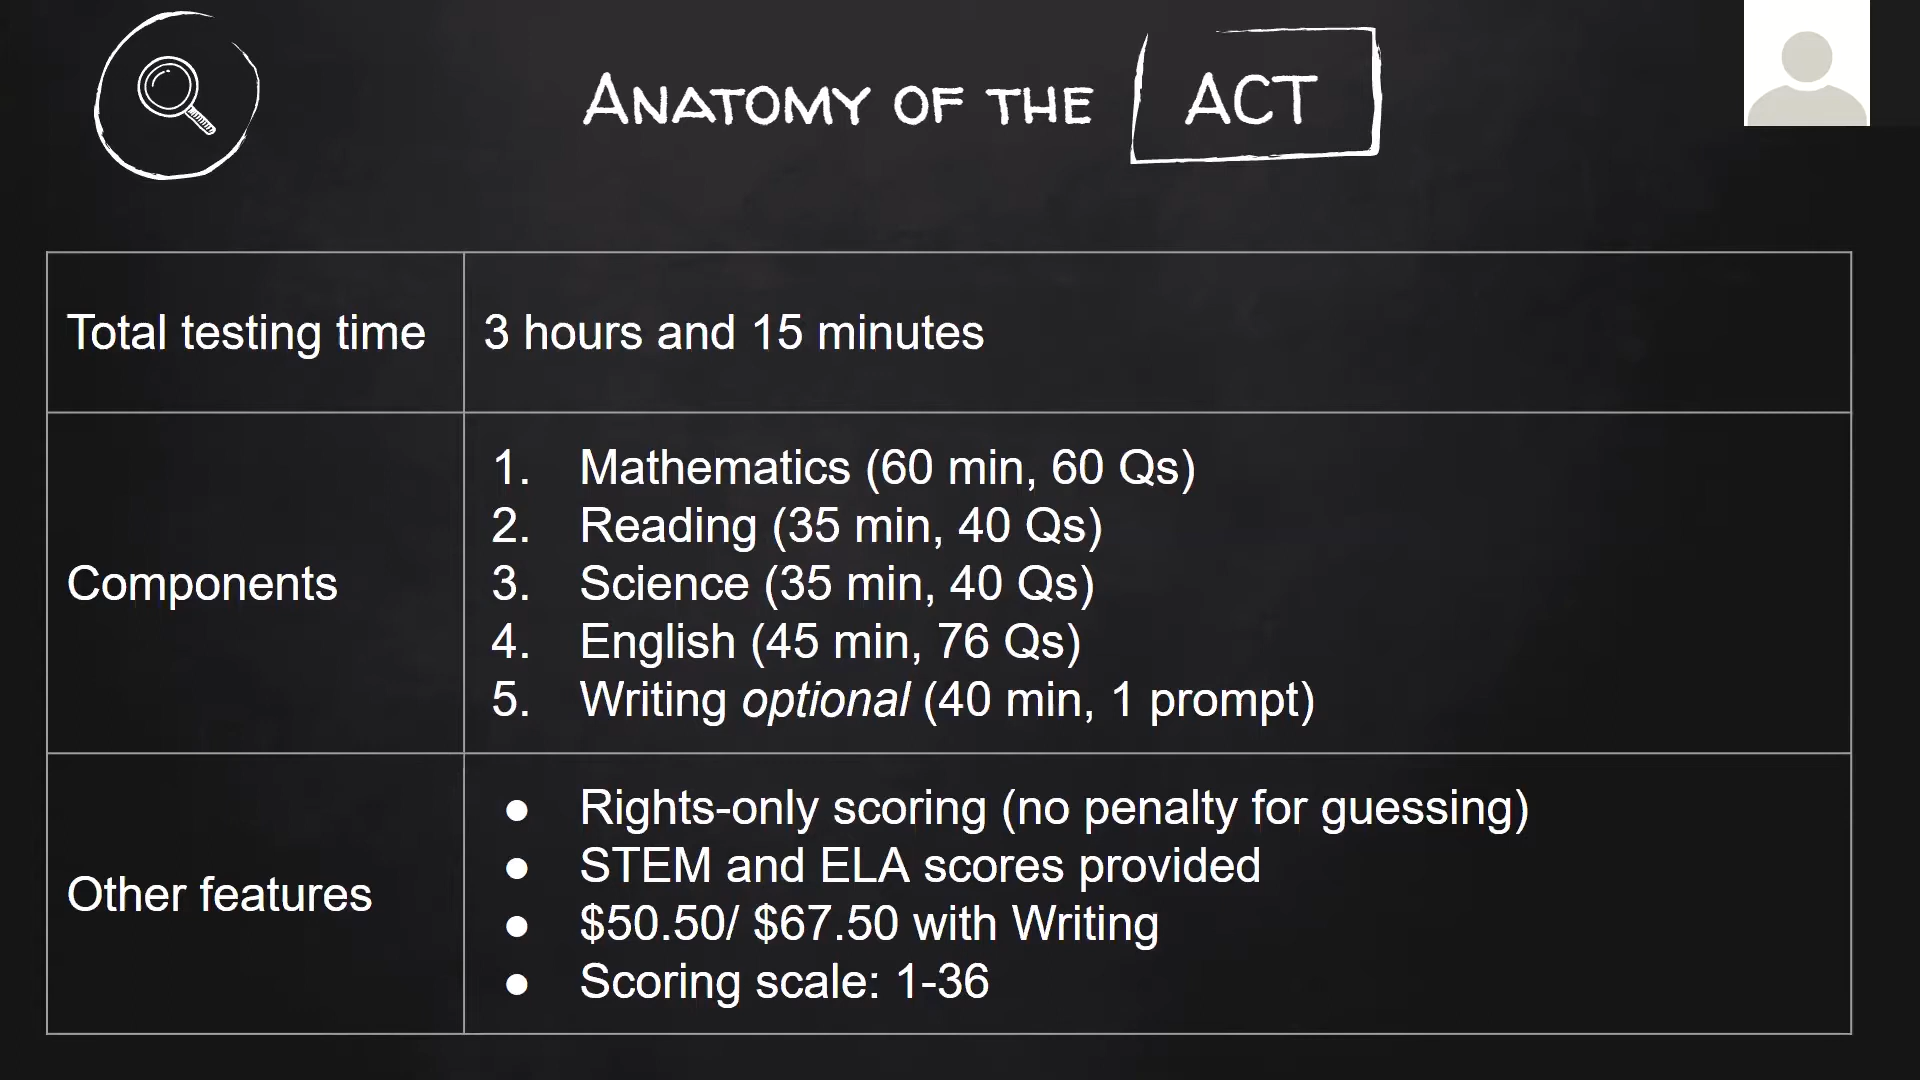 Anatomy of the ACT
Total testing time
3 hours and 15 minutes
Components
1. Mathematics (60 min, 60 Qs)
2. Reading (35 min, 40 Qs)
3. Science (35 min, 40 Qs)
4. English (45 min, 76 Qs)
5. Writing optional (40 min, 1 prompt)
Other features
● Rights-only scoring (no penalty for guessing)
● STEM and ELA scores provided
● $50.50/ $67.50 with Writing
● Scoring scale: 1-36